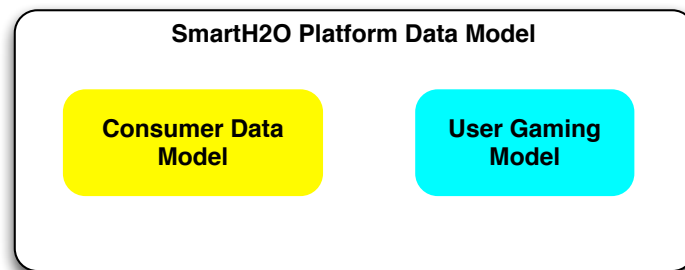 SmartH2O Platform Data Model
Consumer Data
Model
User Gaming
Model